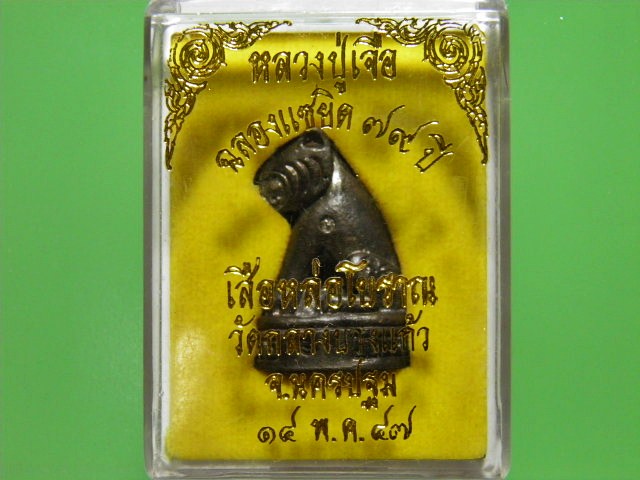 หลวงปู่เจือ
ฉลองแซยิด ๗๙ ปี
เสือหล่อโบราณ
วัดกลางบางแก้ว
จ.นครปฐม
๑๔ พ.ค.๔๗